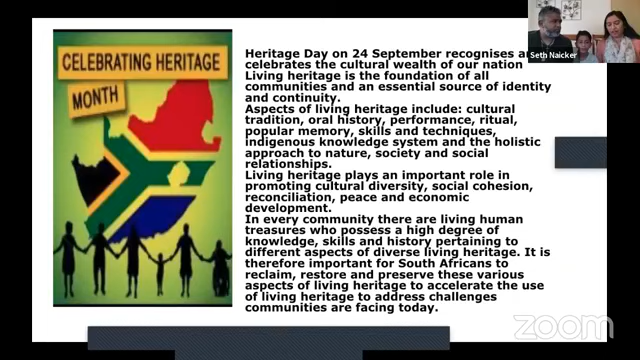 CELEBRATING HERITAGE
MONTH
Heritage Day on 24 September recognises
celebrates the cultural wealth of our nation
Living heritage is the foundation of all
communities and an essential source of identity
and continuity.
Aspects of living heritage include: cultural
tradition, oral history, performance, ritual,
popular memory, skills and techniques,
indigenous knowledge system and the holistic
approach to nature, society and social
relationships.
Living heritage plays an important role in
promoting cultural diversity, social cohesion,
reconciliation, peace and economic
development.
In every community there are living human
treasures who possess a high degree of
knowledge, skills and history pertaining to
different aspects of diverse living heritage. It is
therefore important for South Africans to
reclaim, restore and preserve these various
aspects of living heritage to accelerate the use
of living heritage to address challenges
communities are facing today.
Seth Naicker
zoom